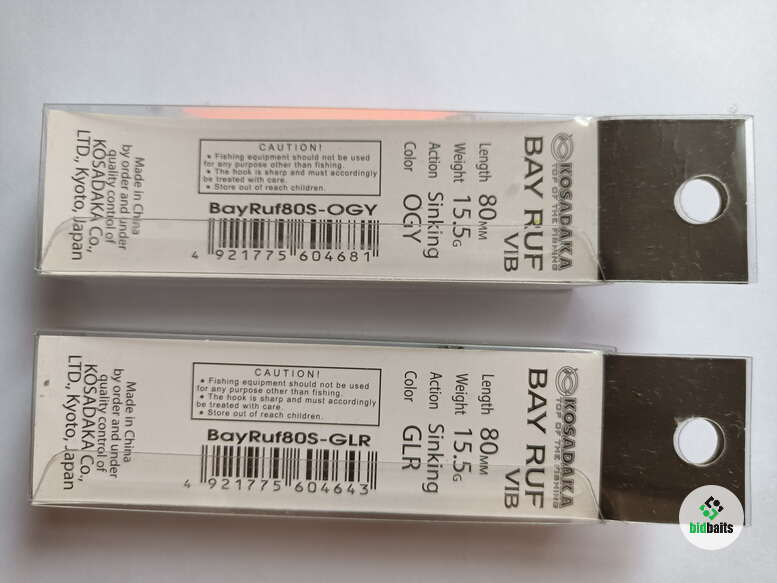 KOSADAKA
TOP OF THE FISHING
BAY RUF
VIB
Length 80MM
Weight 15.5G
Action Sinking
Color OGY
CAUTION!
• Fishing equipment should not be used
for any purpose other than fishing.
• The hook is sharp and must accordingly
be treated with care.
• Store out of reach children.
BayRuf80S-OGY
4 921775 604681
Made in China
by order and under
quality control of
KOSADAKA Co.,
LTD., Kyoto, Japan
KOSADAKA
TOP OF THE FISHING
BAY RUF
VIB
Length 80MM
Weight 15.5G
Action Sinking
Color GLR
CAUTION!
• Fishing equipment should not be used
for any purpose other than fishing.
• The hook is sharp and must accordingly
be treated with care.
• Store out of reach children.
BayRuf80S-GLR
4 921775 604643
Made in China
by order and under
quality control of
KOSADAKA Co.,
LTD., Kyoto, Japan
bidbaits